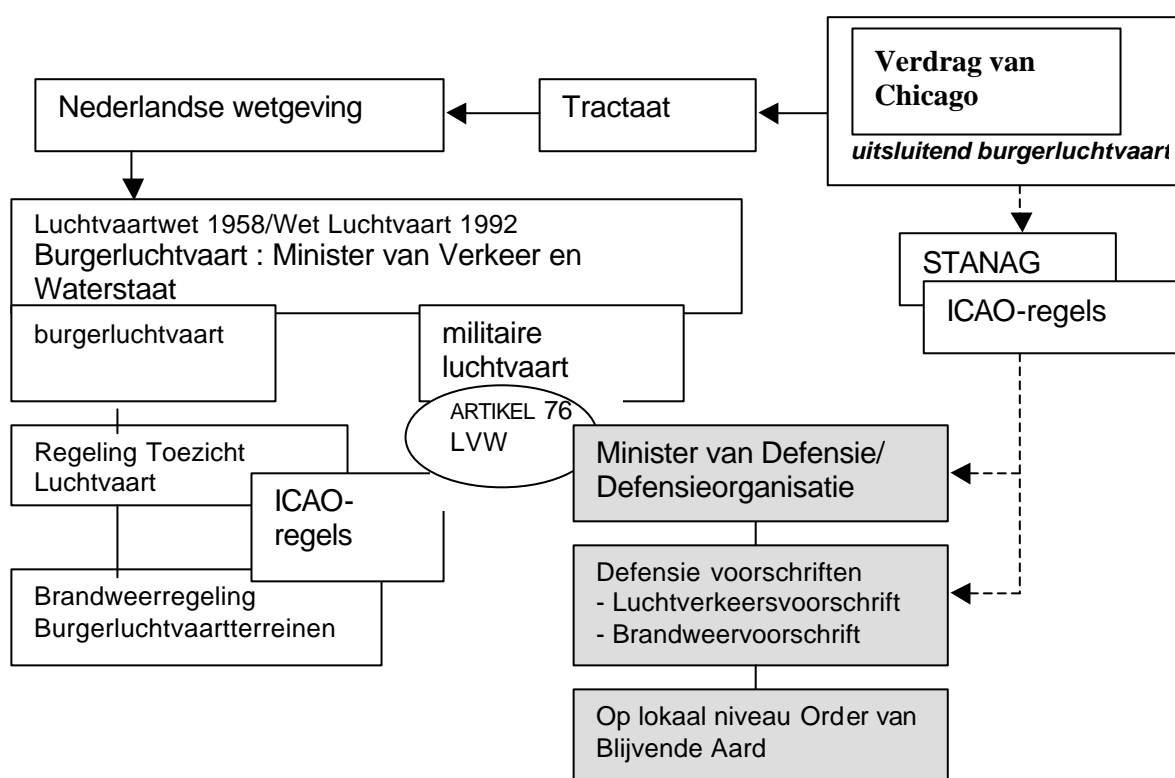 Verdrag van
Chicago
uitsluitend burgerluchtvaart
Tractaat
Nederlandse wetgeving
Luchtvaartwet 1958/Wet Luchtvaart 1992
Burgerluchtvaart : Minister van Verkeer en
Waterstaat
STANAG
ICAO-regels
burgerluchtvaart
militaire
luchtvaart
ARTIKEL 76
LVW
Regeling Toezicht
Luchtvaart
ICAO-
regels
Brandweerregeling
Burgerluchtvaartterreinen
Minister van Defensie/
Defensieorganisatie
Defensie voorschriften
- Luchtverkeersvoorschrift
- Brandweervoorschrift
Op lokaal niveau Order van
Blijvende Aard